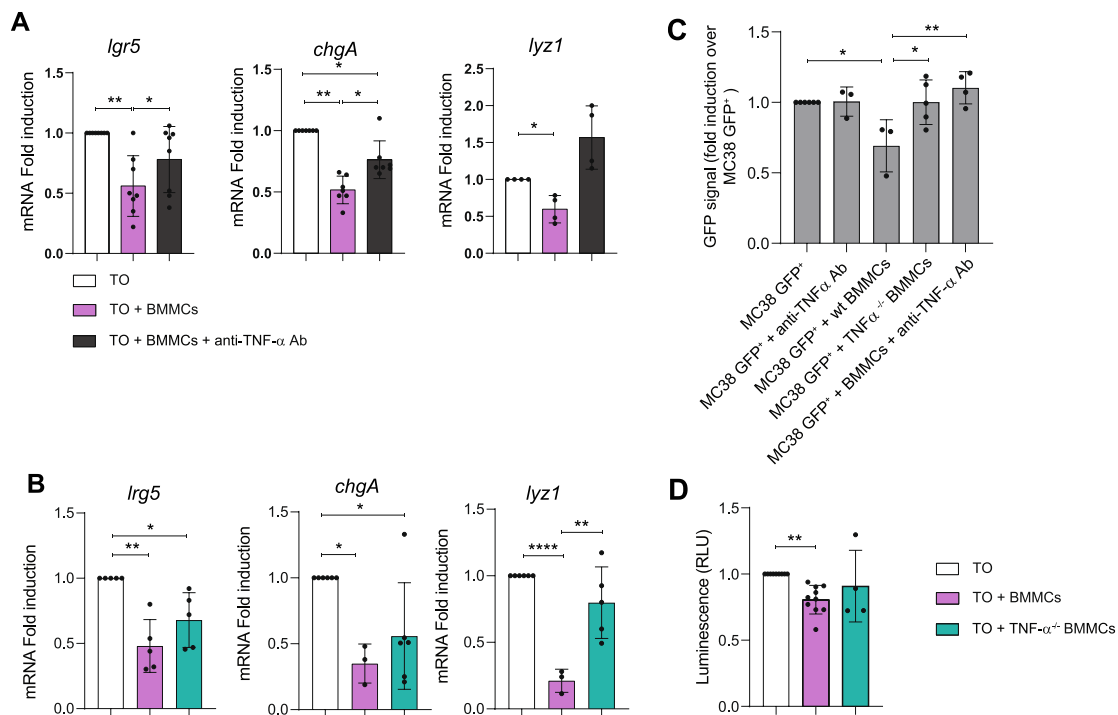 A
lgr5
chgA
lyz1
mRNA Fold induction
1.5
1.0
0.5
0.0
** *
mRNA Fold induction
1.5
1.0
0.5
0.0
*
** *
mRNA Fold induction
2.5
2.0
1.5
1.0
0.5
0.0
*
TO
TO + BMMCs
TO + BMMCs + anti-TNF-α Ab
C
GFP signal (fold induction over
MC38 GFP⁺ )
1.5
1.0
0.5
0.0
**
* *
MC38 GFP⁺
MC38 GFP⁺ + anti-TNFα Ab
MC38 GFP⁺ + wt BMMCs
MC38 GFP⁺ + TNFα⁻/⁻ BMMCs
MC38 GFP⁺ + BMMCs + anti-TNF-α Ab
B
lrg5
chgA
lyz1
mRNA Fold induction
1.5
1.0
0.5
0.0
*
**
mRNA Fold induction
1.5
1.0
0.5
0.0
*
*
mRNA Fold induction
1.5
1.0
0.5
0.0
**
****
D
Luminescence (RLU)
1.5
1.0
0.5
0.0
**
TO
TO + BMMCs
TO + TNF-α⁻/⁻ BMMCs